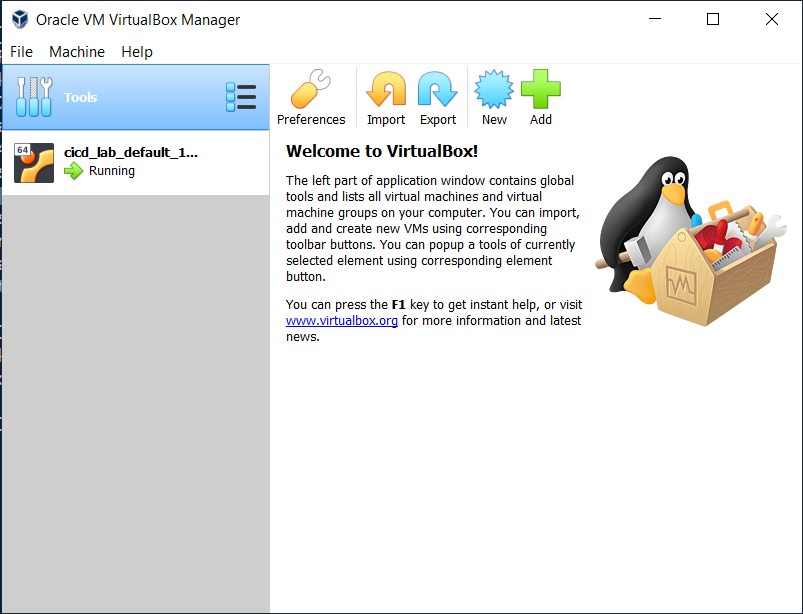 Oracle VM VirtualBox Manager
File Machine Help
Tools
64
cicd_lab_default_1...
Running
Preferences Import Export New Add
Welcome to VirtualBox!
The left part of application window contains global
tools and lists all virtual machines and virtual
machine groups on your computer. You can import,
add and create new VMs using corresponding
toolbar buttons. You can popup a tools of currently
selected element using corresponding element
button.
You can press the F1 key to get instant help, or visit
www.virtualbox.org for more information and latest
news.